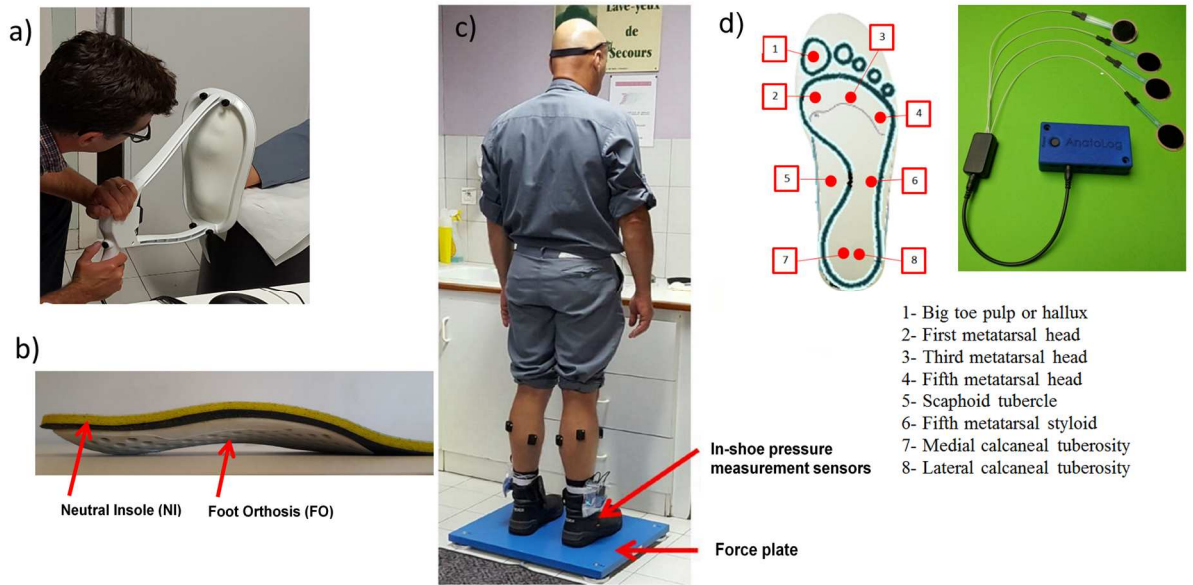 a)
b)
Neutral Insole (NI)
Foot Orthosis (FO)
c)
Lave-yeux
de
Secours
In-shoe pressure
measurement sensors
Force plate
d)
1
2
3
4
5
6
7
8
AnatoLog
1- Big toe pulp or hallux
2- First metatarsal head
3- Third metatarsal head
4- Fifth metatarsal head
5- Scaphoid tubercle
6- Fifth metatarsal styloid
7- Medial calcaneal tuberosity
8- Lateral calcaneal tuberosity